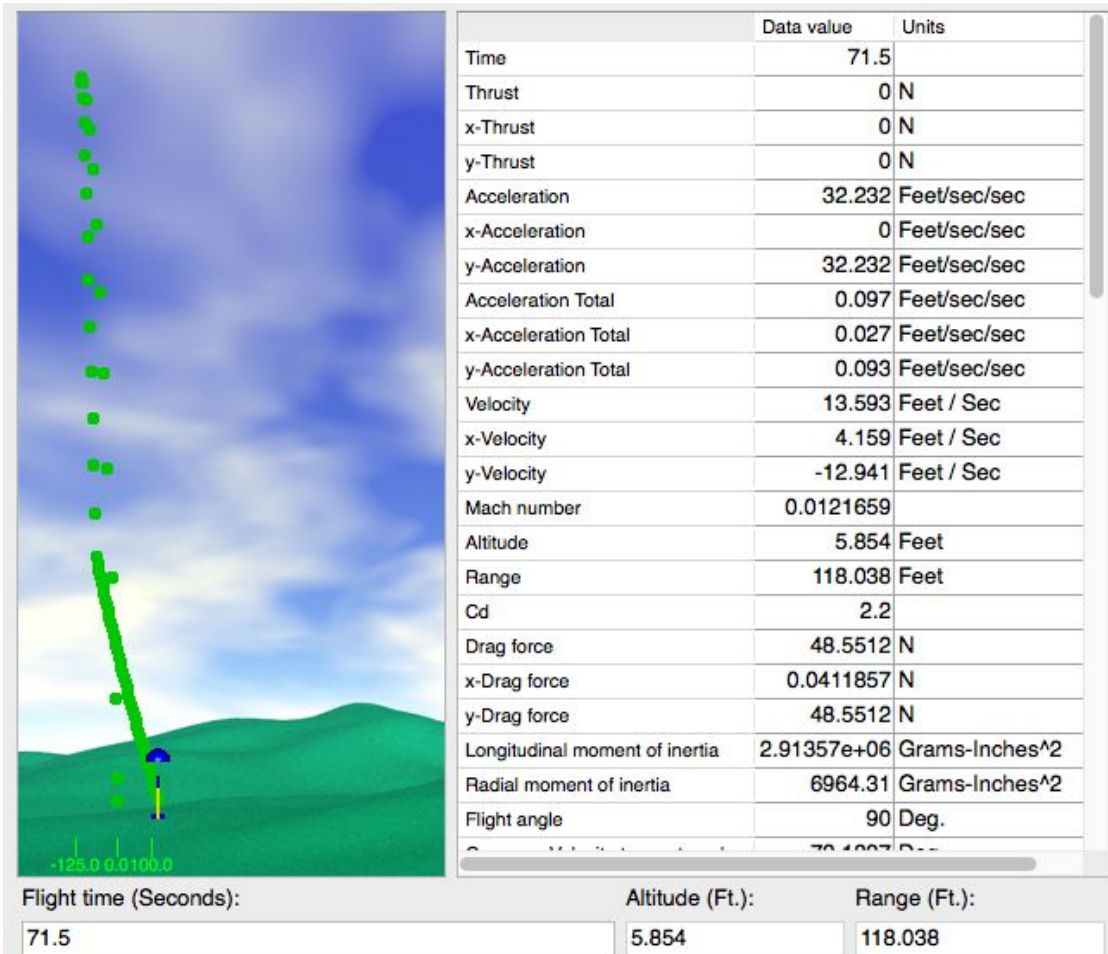 Data value Units
Time 71.5
Thrust 0 N
x-Thrust 0 N
y-Thrust 0 N
Acceleration 32.232 Feet/sec/sec
x-Acceleration 0 Feet/sec/sec
y-Acceleration 32.232 Feet/sec/sec
Acceleration Total 0.097 Feet/sec/sec
x-Acceleration Total 0.027 Feet/sec/sec
y-Acceleration Total 0.093 Feet/sec/sec
Velocity 13.593 Feet / Sec
x-Velocity 4.159 Feet / Sec
y-Velocity -12.941 Feet / Sec
Mach number 0.0121659
Altitude 5.854 Feet
Range 118.038 Feet
Cd 2.2
Drag force 48.5512 N
x-Drag force 0.0411857 N
y-Drag force 48.5512 N
Longitudinal moment of inertia 2.91357e+06 Grams-Inches^2
Radial moment of inertia 6964.31 Grams-Inches^2
Flight angle 90 Deg.
-125.0 0.0100.0
Flight time (Seconds): Altitude (Ft.): Range (Ft.):
71.5 5.854 118.038